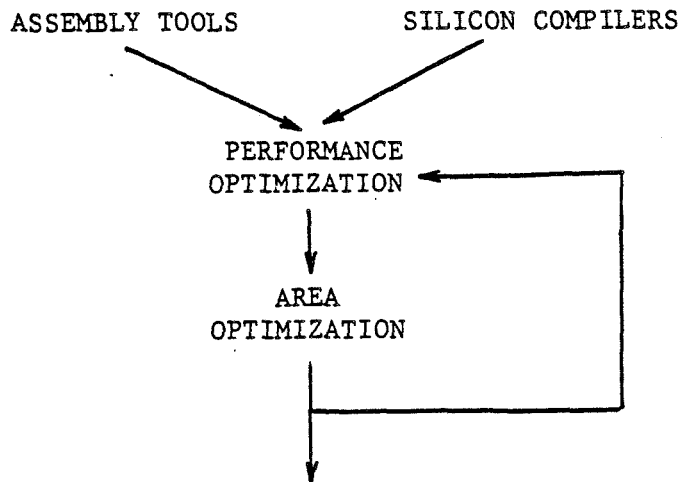 ASSEMBLY TOOLS
SILICON COMPILERS
PERFORMANCE
OPTIMIZATION
AREA
OPTIMIZATION